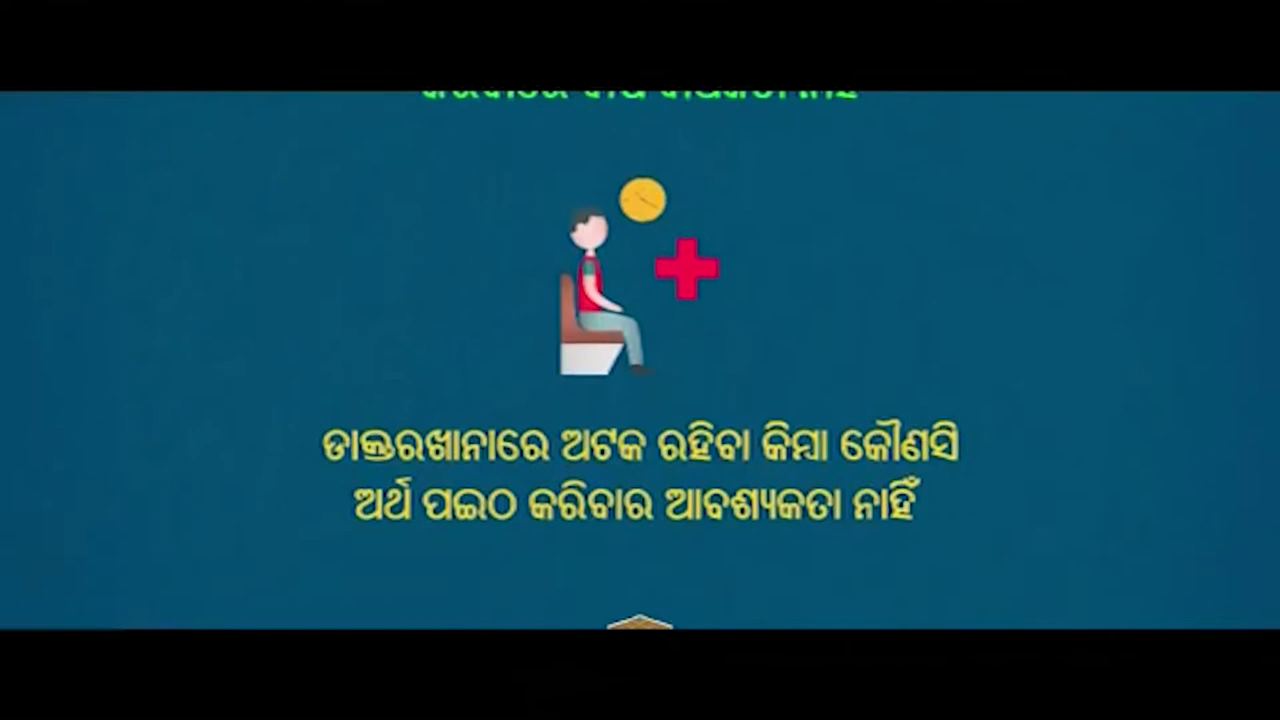 ଡାକ୍ତରଖାନାରେ ଅଟକ ରହିବା କିମ୍ବା କୌଣସି
ଅର୍ଥ ପଇଠ କରିବାର ଆବଶ୍ୟକତା ନାହିଁ